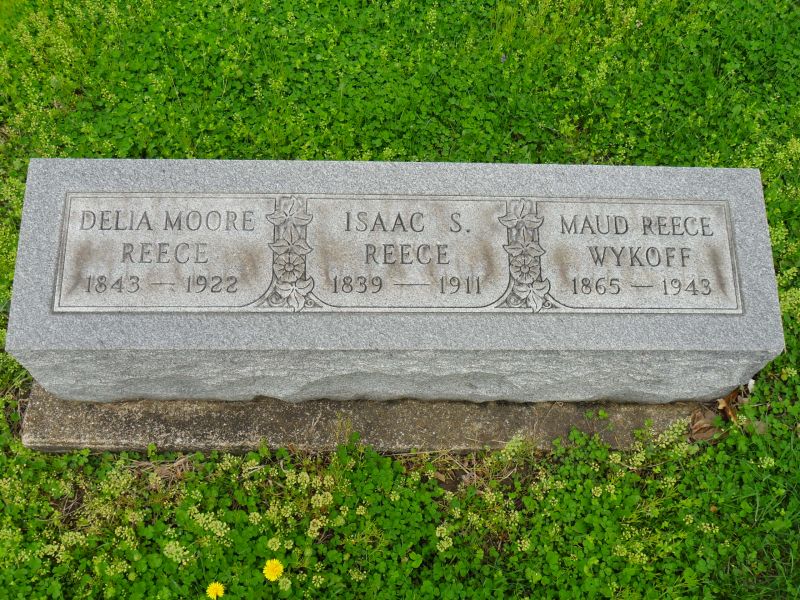 DELIA MOORE
REECE
1843 — 1922
ISAAC S.
REECE
1839 — 1911
MAUD REECE
WYKOFF
1865 — 1943